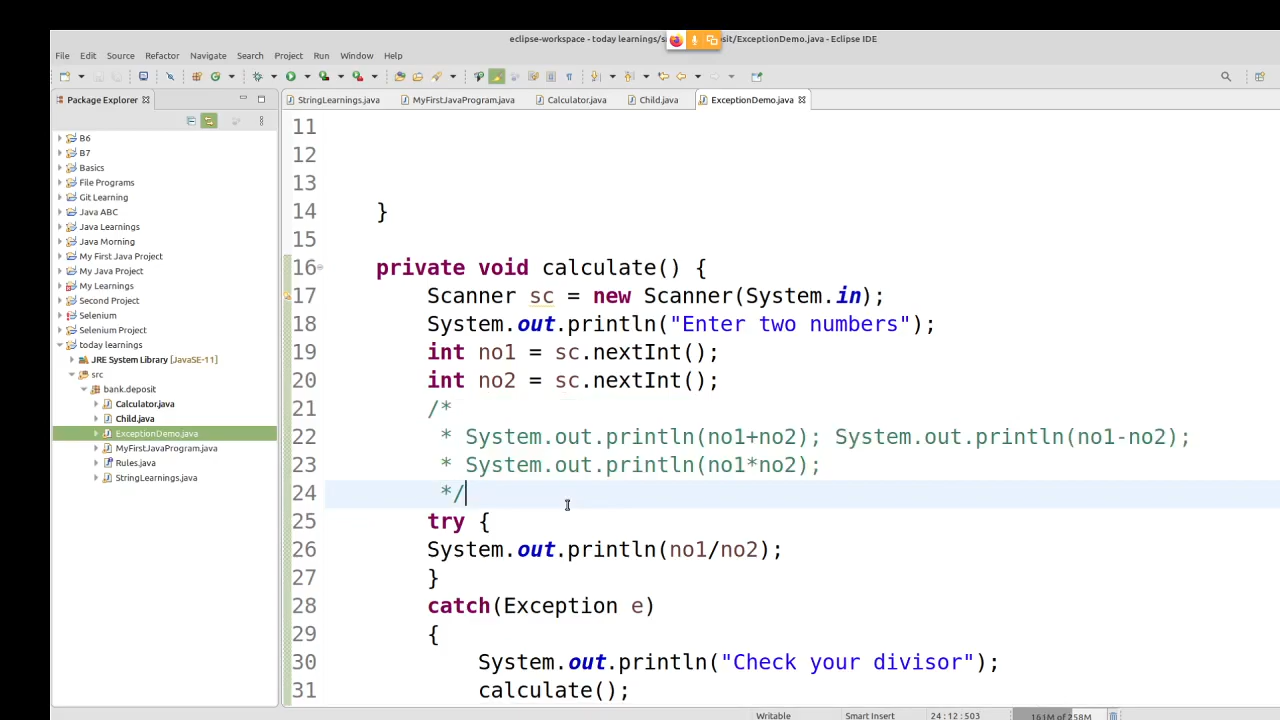 eclipse-workspace - today learnings/s sit/ExceptionDemo.java - Eclipse IDE
File Edit Source Refactor Navigate Search Project Run Window Help
Package Explorer
StringLearnings.java MyFirstJavaProgram.java Calculator.java Child.java ExceptionDemo.java
B6
B7
Basics
File Programs
Git Learning
Java ABC
Java Learnings
Java Morning
My First Java Project
My Java Project
My Learnings
Second Project
Selenium
Selenium Project
today learnings
JRE System Library [JavaSE-11]
src
bank.deposit
Calculator.java
Child.java
ExceptionDemo.java
MyFirstJavaProgram.java
Rules.java
StringLearnings.java
11
12
13
14 }
15
16 private void calculate() {
17 Scanner sc = new Scanner(System.in);
18 System.out.println("Enter two numbers");
19 int no1 = sc.nextInt();
20 int no2 = sc.nextInt();
21 /*
22 * System.out.println(no1+no2); System.out.println(no1-no2);
23 * System.out.println(no1*no2);
24 */
25 try {
26 System.out.println(no1/no2);
27 }
28 catch(Exception e)
29 {
30 System.out.println("Check your divisor");
31 calculate();
Writable Smart Insert 24 : 12 : 503 161M of 258M